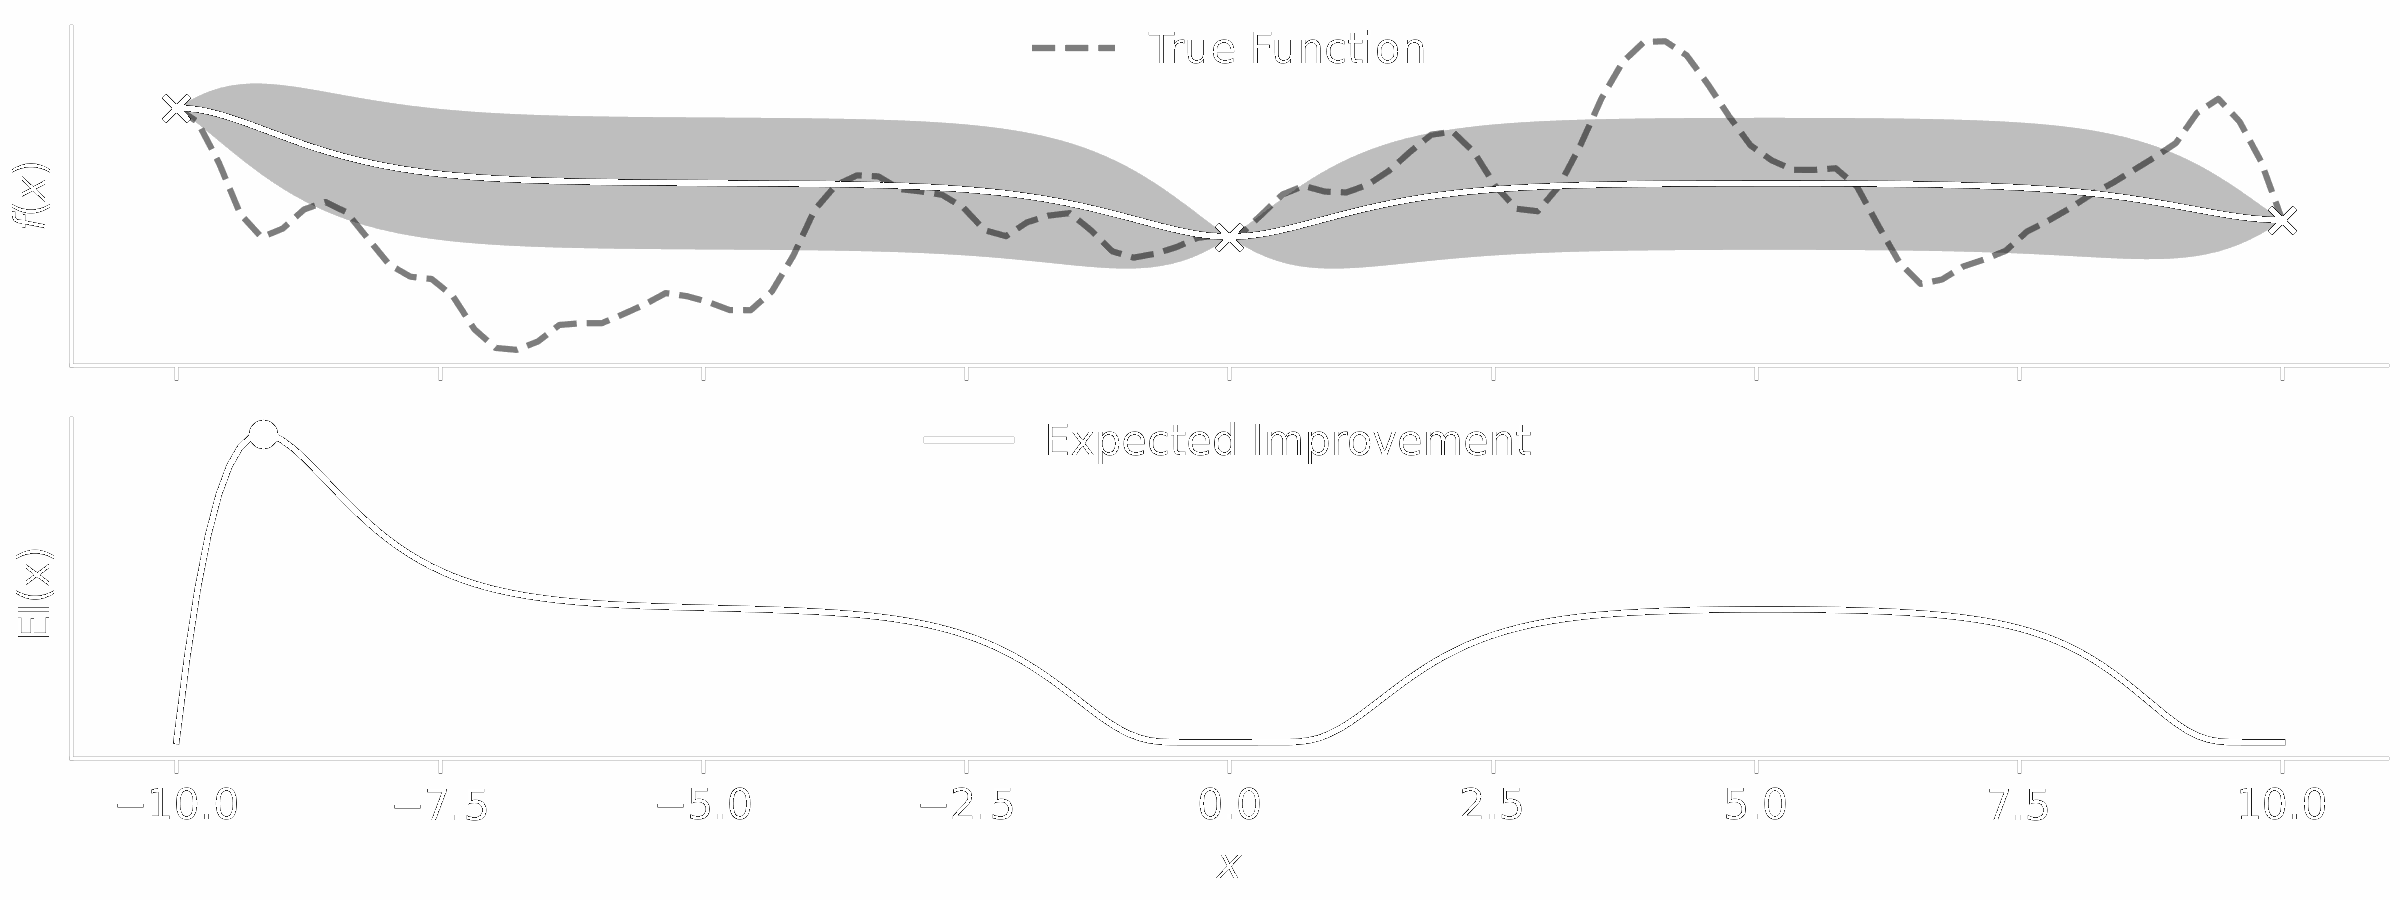 True Function
f(x)
Expected Improvement
EI(x)
−10.0 −7.5 −5.0 −2.5 0.0 2.5 5.0 7.5 10.0
x